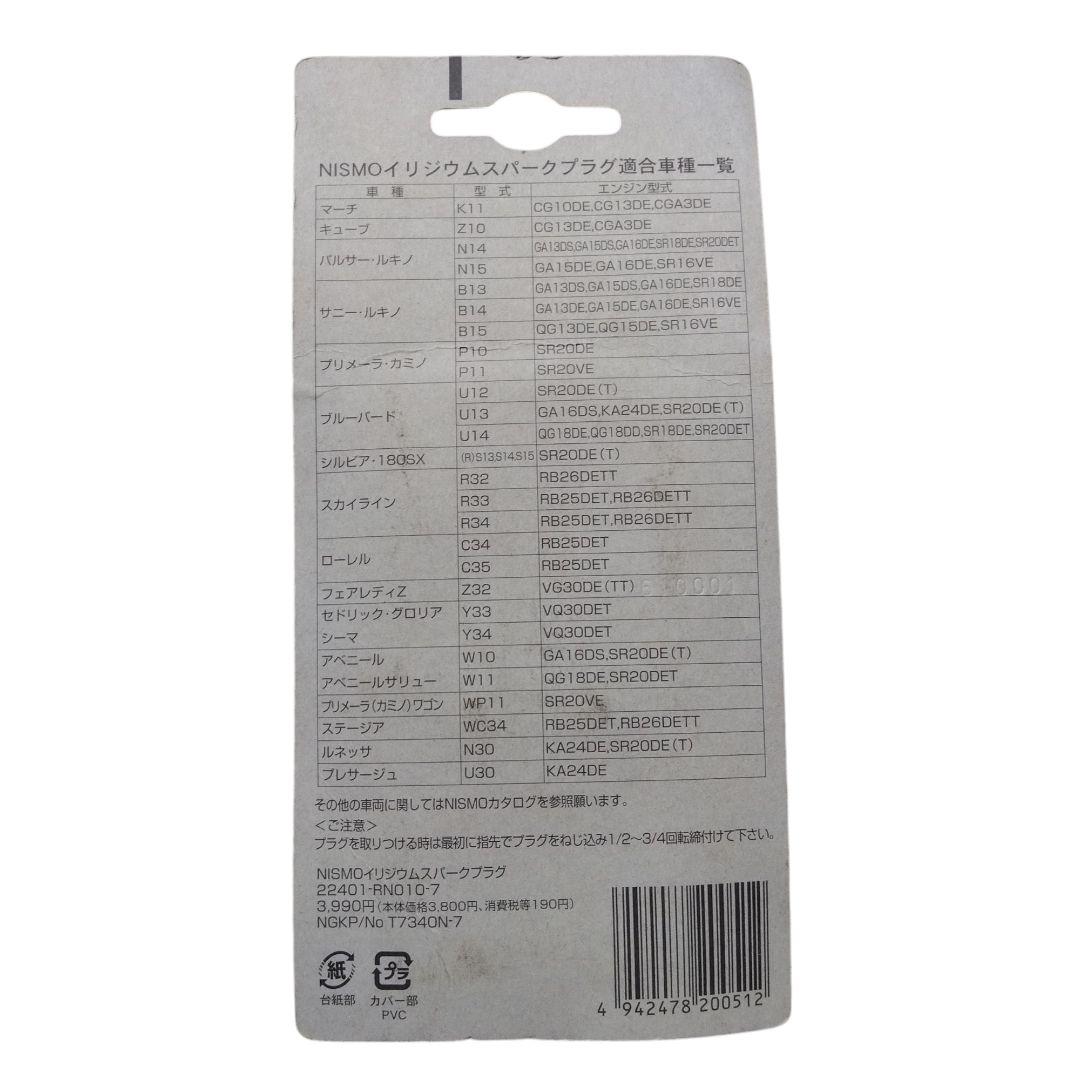 NISMOイリジウムスパークプラグ適合車種一覧
車 種 型 式 エンジン型式
マーチ K11 CG10DE,CG13DE,CGA3DE
キューブ Z10 CG13DE,CGA3DE
パルサー・ルキノ N14 GA13DS,GA15DS,GA16DE,SR18DE,SR20DET
N15 GA15DE,GA16DE,SR16VE
サニー・ルキノ B13 GA13DS,GA15DS,GA16DE,SR18DE
B14 GA13DE,GA15DE,GA16DE,SR16VE
B15 QG13DE,QG15DE,SR16VE
プリメーラ・カミノ P10 SR20DE
P11 SR20VE
ブルーバード U12 SR20DE(T)
U13 GA16DS,KA24DE,SR20DE(T)
U14 QG18DE,QG18DD,SR18DE,SR20DET
シルビア・180SX (R)S13,S14,S15 SR20DE(T)
スカイライン R32 RB26DETT
R33 RB25DET,RB26DETT
R34 RB25DET,RB26DETT
ローレル C34 RB25DET
C35 RB25DET
フェアレディZ Z32 VG30DE(TT)
セドリック・グロリア Y33 VQ30DET
シーマ Y34 VQ30DET
アベニール W10 GA16DS,SR20DE(T)
アベニールサリュー W11 QG18DE,SR20DET
プリメーラ(カミノ)ワゴン WP11 SR20VE
ステージア WC34 RB25DET,RB26DETT
ルネッサ N30 KA24DE,SR20DE(T)
プレサージュ U30 KA24DE
その他の車両に関してはNISMOカタログを参照願います。
＜ご注意＞
プラグを取りつける時は最初に指先でプラグをねじ込み1/2〜3/4回転締付けて下さい。
NISMOイリジウムスパークプラグ
22401-RN010-7
3,990円(本体価格3,800円、消費税等190円)
NGKP/No T7340N-7
紙 プラ
台紙部 カバー部
PVC
4 942478 200512